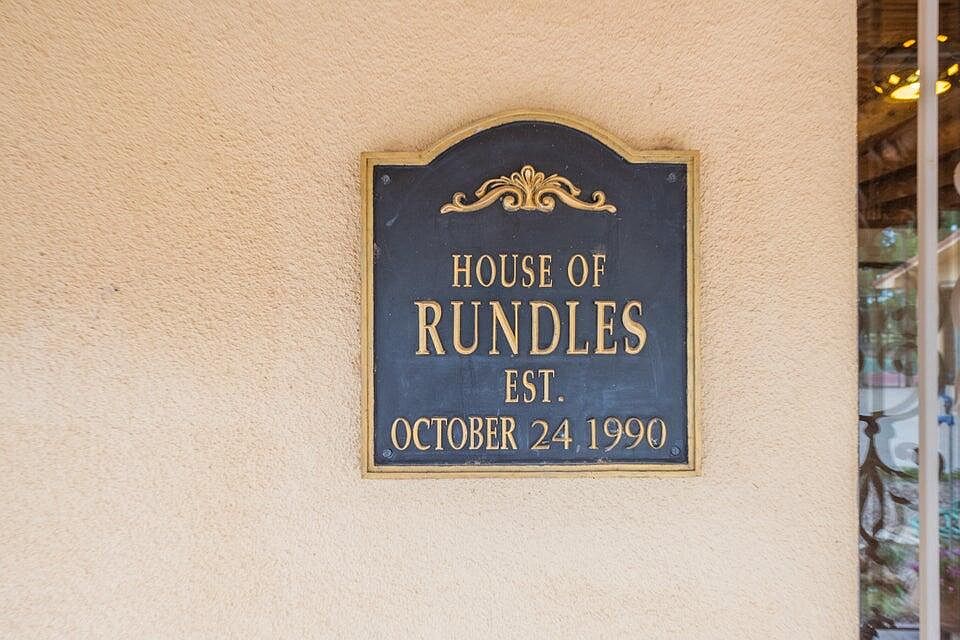 HOUSE OF
RUNDLES
EST.
OCTOBER 24 1990